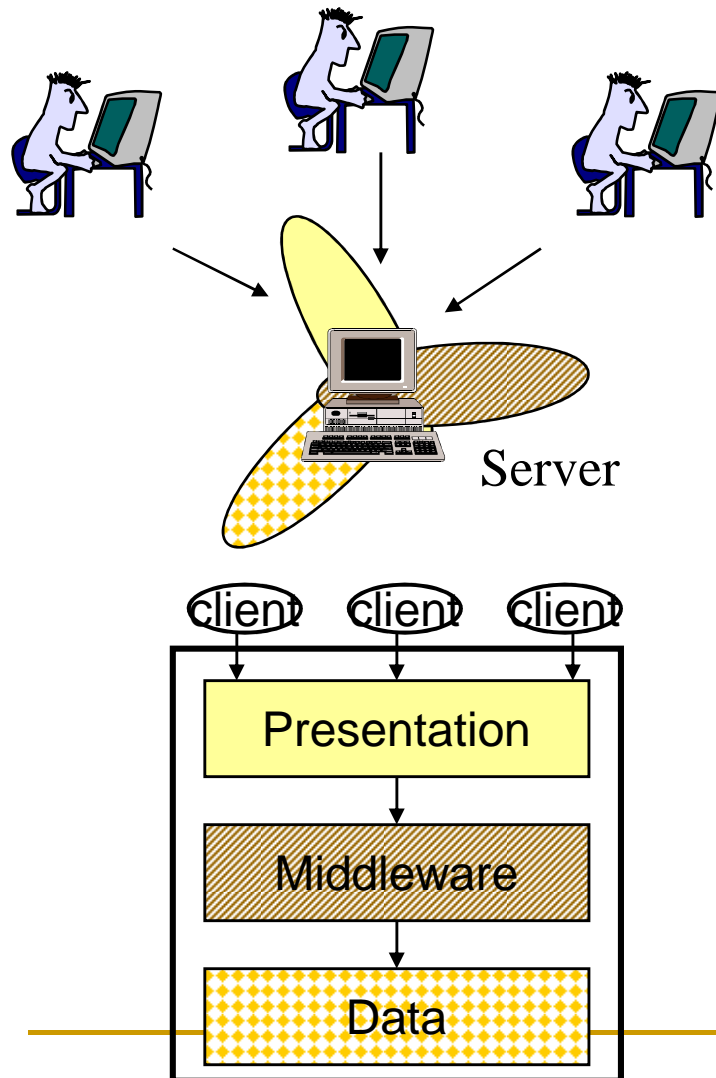 Server
client client client
Presentation
Middleware
Data